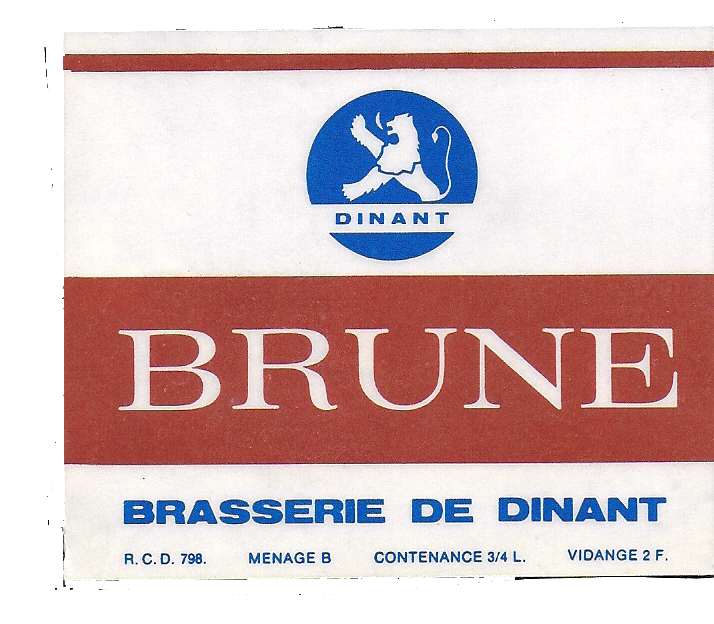 DINANT
BRUNE
BRASSERIE DE DINANT
R.C.D. 798. MENAGE B CONTENANCE 3/4 L. VIDANGE 2 F.